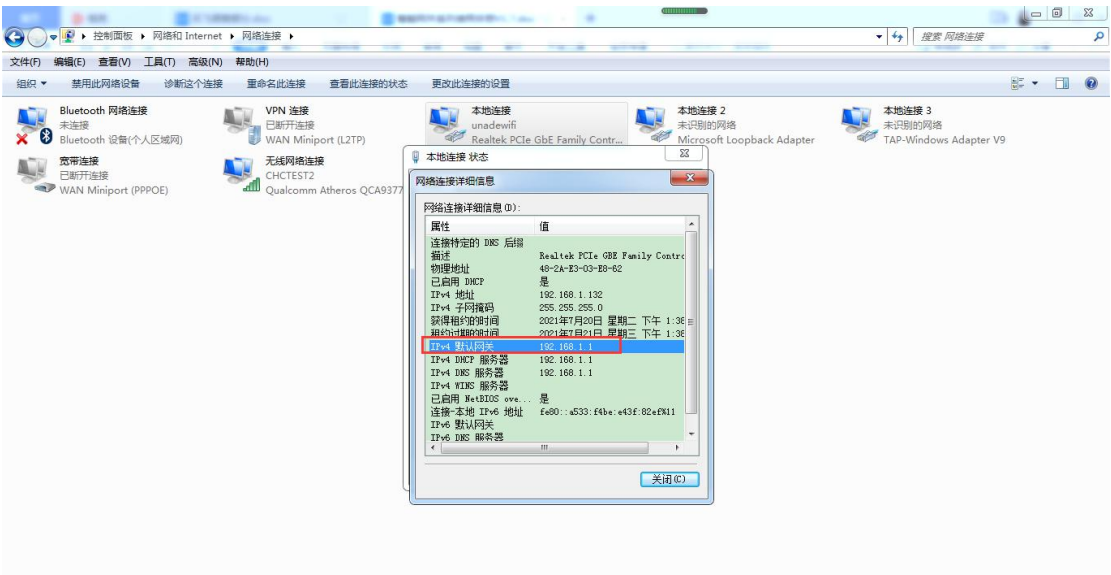 控制面板 ▸ 网络和 Internet ▸ 网络连接 ▸
搜索 网络连接
文件(F) 编辑(E) 查看(V) 工具(T) 高级(N) 帮助(H)
组织 禁用此网络设备 诊断这个连接 重命名此连接 查看此连接的状态 更改此连接的设置
Bluetooth 网络连接
未连接
Bluetooth 设备(个人区域网)
VPN 连接
已断开连接
WAN Miniport (L2TP)
本地连接
unadewifi
Realtek PCIe GbE Family Contr...
本地连接 2
未识别的网络
Microsoft Loopback Adapter
本地连接 3
未识别的网络
TAP-Windows Adapter V9
宽带连接
已断开连接
WAN Miniport (PPPOE)
无线网络连接
CHCTEST2
Qualcomm Atheros QCA9377
本地连接 状态
网络连接详细信息
网络连接详细信息(D):
属性 值
连接特定的 DNS 后缀
描述 Realtek PCIe GBE Family Contrc
物理地址 48-2A-E3-03-E8-62
已启用 DHCP 是
IPv4 地址 192.168.1.132
IPv4 子网掩码 255.255.255.0
获得租约的时间 2021年7月20日 星期二 下午 1:36
租约过期的时间 2021年7月21日 星期三 下午 1:36
IPv4 默认网关 192.168.1.1
IPv4 DHCP 服务器 192.168.1.1
IPv4 DNS 服务器 192.168.1.1
IPv4 WINS 服务器
已启用 NetBIOS ove... 是
连接-本地 IPv6 地址 fe80::a533:f4be:e43f:82ef%11
IPv6 默认网关
IPv6 DNS 服务器
关闭(C)